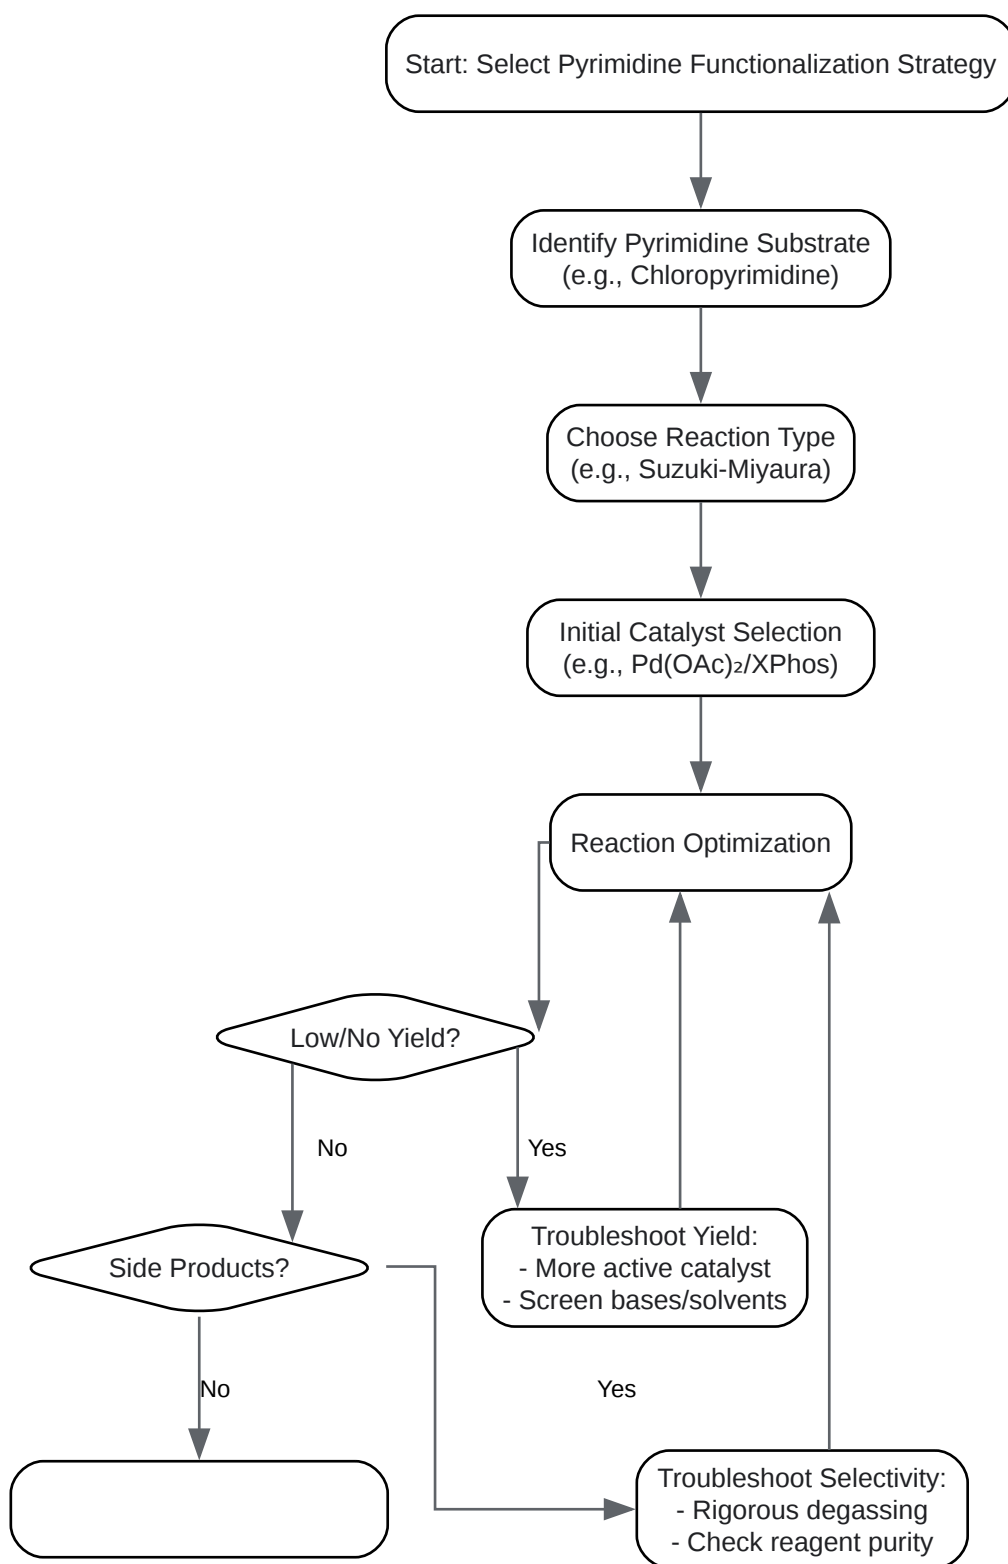 Start: Select Pyrimidine Functionalization Strategy
Identify Pyrimidine Substrate
(e.g., Chloropyrimidine)
Choose Reaction Type
(e.g., Suzuki-Miyaura)
Initial Catalyst Selection
(e.g., Pd(OAc)₂/XPhos)
Reaction Optimization
Low/No Yield?
No
Yes
Troubleshoot Yield:
- More active catalyst
- Screen bases/solvents
Side Products?
No
Yes
Troubleshoot Selectivity:
- Rigorous degassing
- Check reagent purity